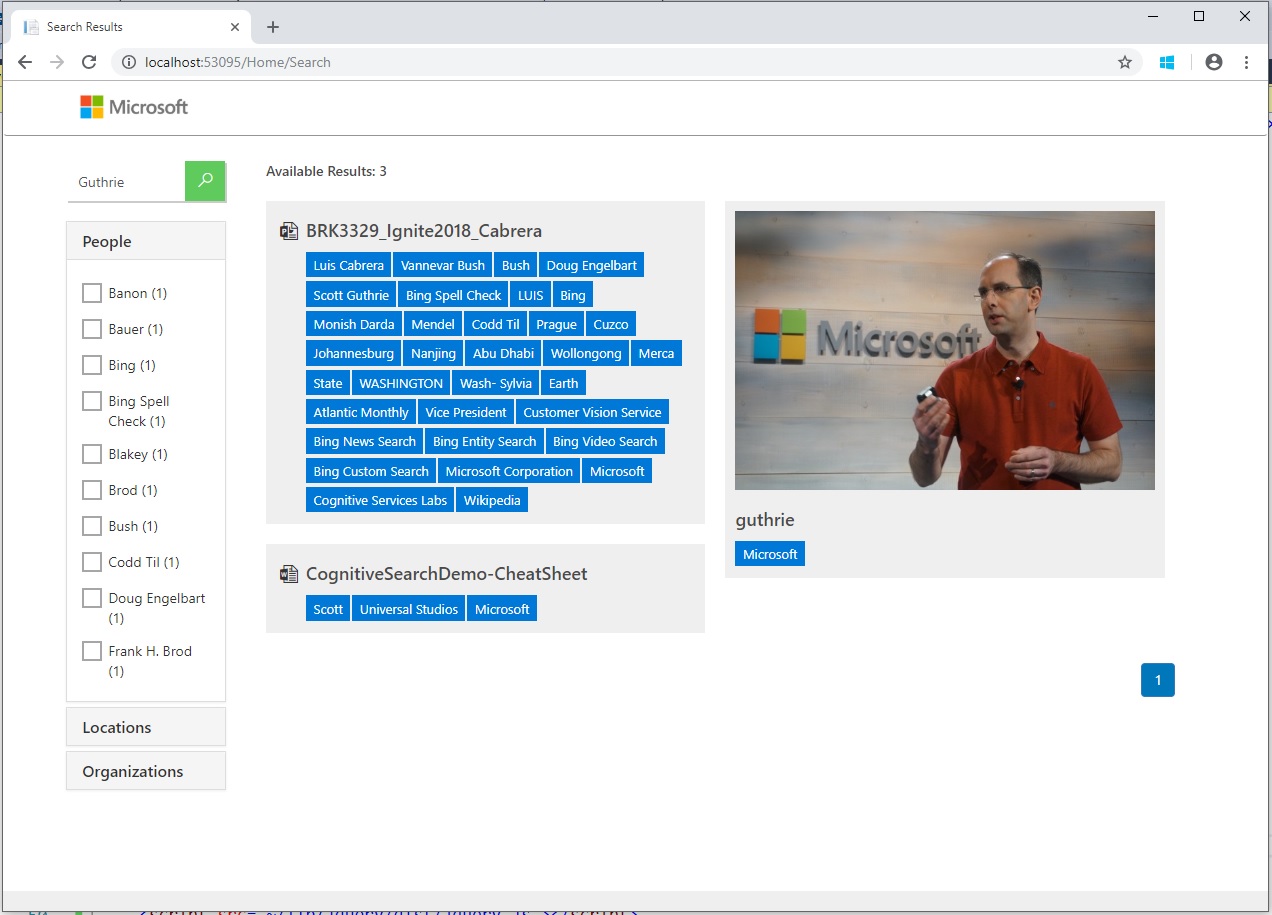 Search Results
localhost:53095/Home/Search
Microsoft
Guthrie
Available Results: 3
People
Banon (1)
Bauer (1)
Bing (1)
Bing Spell
Check (1)
Blakey (1)
Brod (1)
Bush (1)
Codd Til (1)
Doug Engelbart
(1)
Frank H. Brod
(1)
Locations
Organizations
BRK3329_Ignite2018_Cabrera
Luis Cabrera Vannevar Bush Bush Doug Engelbart
Scott Guthrie Bing Spell Check LUIS Bing
Monish Darda Mendel Codd Til Prague Cuzco
Johannesburg Nanjing Abu Dhabi Wollongong Merca
State WASHINGTON Wash- Sylvia Earth
Atlantic Monthly Vice President Customer Vision Service
Bing News Search Bing Entity Search Bing Video Search
Bing Custom Search Microsoft Corporation Microsoft
Cognitive Services Labs Wikipedia
CognitiveSearchDemo-CheatSheet
Scott Universal Studios Microsoft
Microsoft
guthrie
Microsoft
1